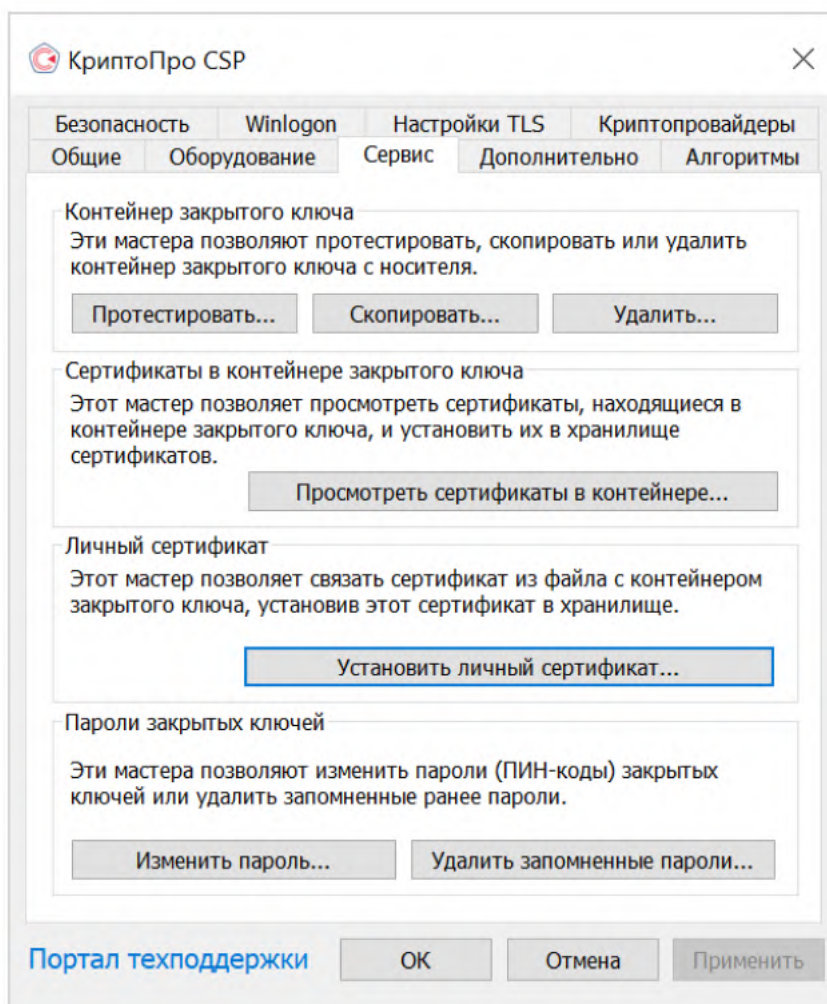 КриптоПро CSP
Безопасность Winlogon Настройки TLS Криптопровайдеры
Общие Оборудование Сервис Дополнительно Алгоритмы
Контейнер закрытого ключа
Эти мастера позволяют протестировать, скопировать или удалить
контейнер закрытого ключа с носителя.
Протестировать... Скопировать... Удалить...
Сертификаты в контейнере закрытого ключа
Этот мастер позволяет просмотреть сертификаты, находящиеся в
контейнере закрытого ключа, и установить их в хранилище
сертификатов.
Просмотреть сертификаты в контейнере...
Личный сертификат
Этот мастер позволяет связать сертификат из файла с контейнером
закрытого ключа, установив этот сертификат в хранилище.
Установить личный сертификат...
Пароли закрытых ключей
Эти мастера позволяют изменить пароли (ПИН-коды) закрытых
ключей или удалить запомненные ранее пароли.
Изменить пароль... Удалить запомненные пароли...
Портал техподдержки ОК Отмена Применить